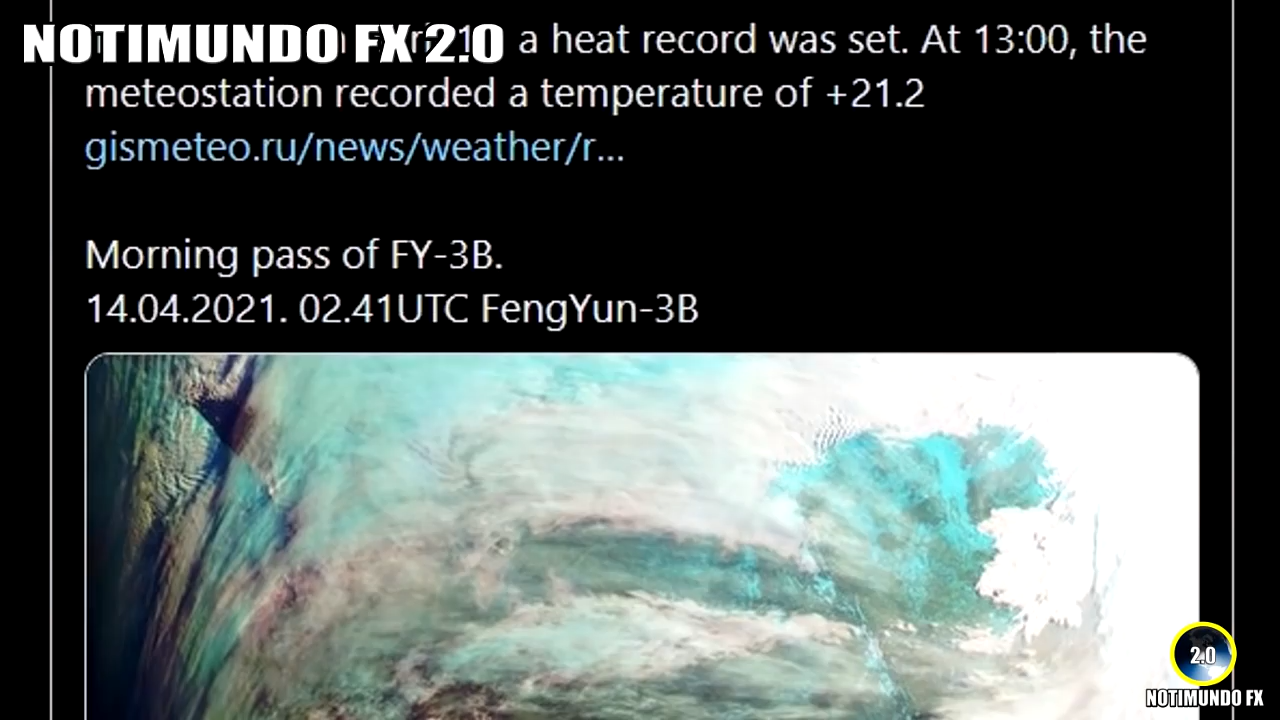 NOTIMUNDO FX 2.0
a heat record was set. At 13:00, the
meteostation recorded a temperature of +21.2
gismeteo.ru/news/weather/r...
Morning pass of FY-3B.
14.04.2021. 02.41UTC FengYun-3B
2.0
NOTIMUNDO FX